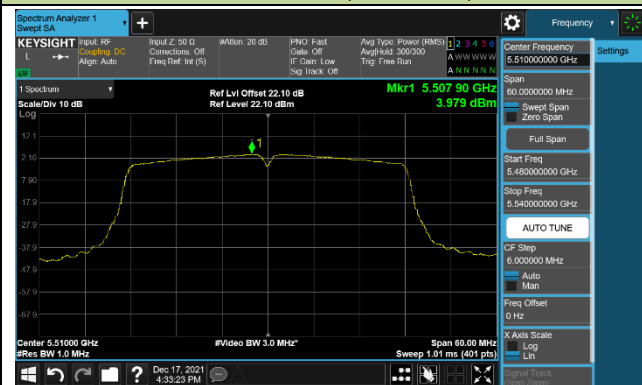 Spectrum Analyzer 1
Swept SA
Frequency
KEYSIGHT
Input: RF
Coupling: DC
Align: Auto
Input Z: 50 Ω
Corrections: Off
Freq Ref: Int (S)
#Atten: 20 dB
PNO: Fast
Gate: Off
IF Gain: Low
Sig Track: Off
Avg Type: Power (RMS)
Avg|Hold: 300/300
Trig: Free Run
1 2 3 4 5 6
A W W W W W
A N N N N N
L
LXI
1 Spectrum
Scale/Div 10 dB
Log
Ref Lvl Offset 22.10 dB
Ref Level 22.10 dBm
Mkr1 5.507 90 GHz
3.979 dBm
1
12.1
2.10
-7.90
-17.9
-27.9
-37.9
-47.9
-57.9
-67.9
Center 5.51000 GHz
#Res BW 1.0 MHz
#Video BW 3.0 MHz*
Span 60.00 MHz
Sweep 1.01 ms (401 pts)
Dec 17, 2021
4:33:23 PM
Center Frequency
5.510000000 GHz
Settings
Span
60.0000000 MHz
Swept Span
Zero Span
Full Span
Start Freq
5.480000000 GHz
Stop Freq
5.540000000 GHz
AUTO TUNE
CF Step
6.000000 MHz
Auto
Man
Freq Offset
0 Hz
X Axis Scale
Log
Lin
Signal Track
(Span Zoom)